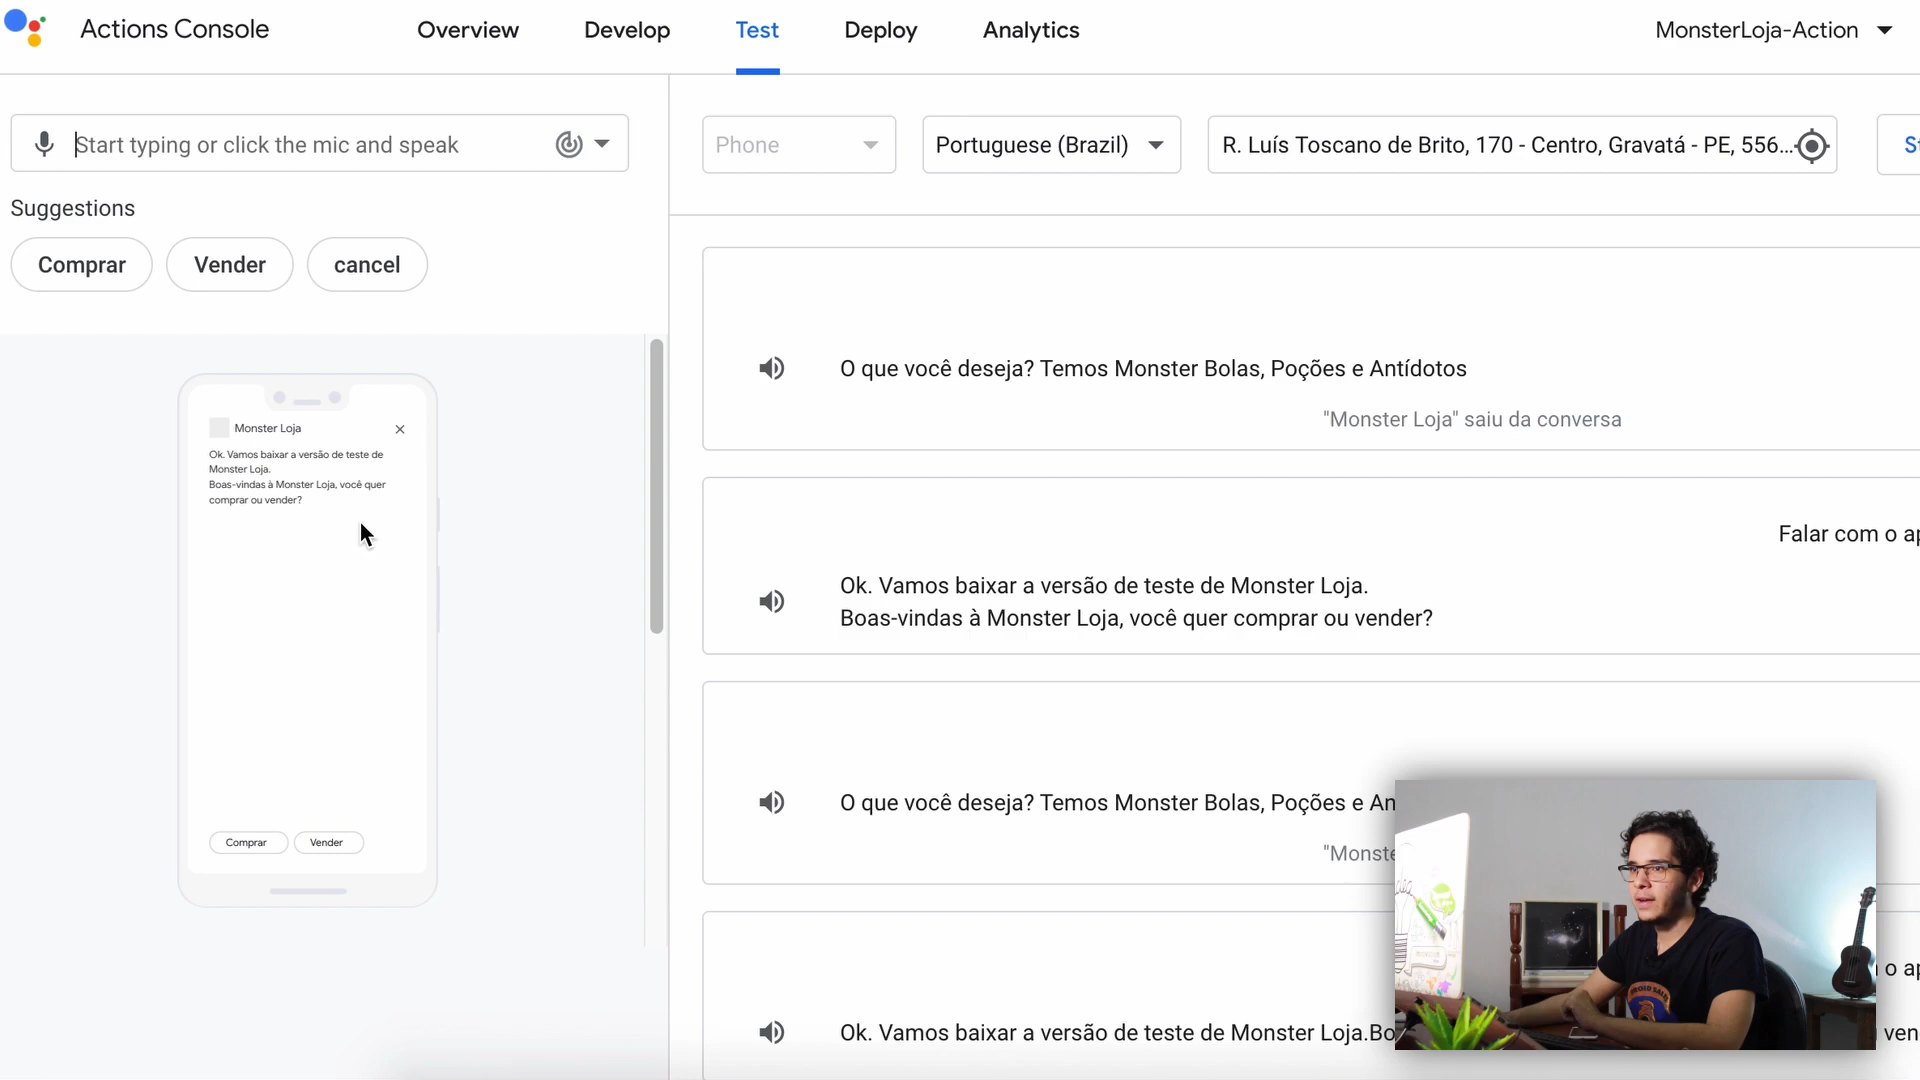 Actions Console
Overview
Develop
Test
Deploy
Analytics
MonsterLoja-Action
Start typing or click the mic and speak
Phone
Portuguese (Brazil)
R. Luís Toscano de Brito, 170 - Centro, Gravatá - PE, 556...
Suggestions
Comprar
Vender
cancel
Monster Loja
Ok. Vamos baixar a versão de teste de
Monster Loja.
Boas-vindas à Monster Loja, você quer
comprar ou vender?
Comprar
Vender
O que você deseja? Temos Monster Bolas, Poções e Antídotos
"Monster Loja" saiu da conversa
Falar com o ap
Ok. Vamos baixar a versão de teste de Monster Loja.
Boas-vindas à Monster Loja, você quer comprar ou vender?
O que você deseja? Temos Monster Bolas, Poções e An
"Monste
o ap
Ok. Vamos baixar a versão de teste de Monster Loja.Bo
ven